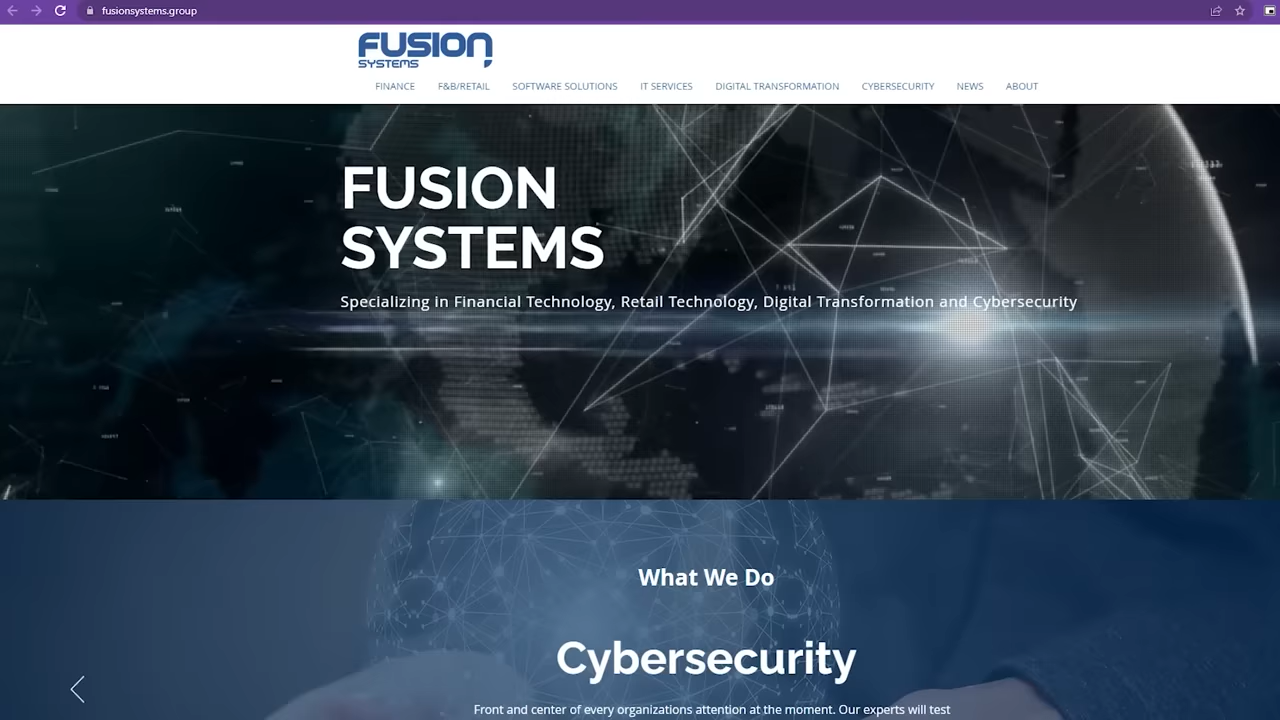 fusionsystems.group
FUSION
SYSTEMS
FINANCE F&B/RETAIL SOFTWARE SOLUTIONS IT SERVICES DIGITAL TRANSFORMATION CYBERSECURITY NEWS ABOUT
FUSION
SYSTEMS
Specializing in Financial Technology, Retail Technology, Digital Transformation and Cybersecurity
What We Do
Cybersecurity
Front and center of every organizations attention at the moment. Our experts will test